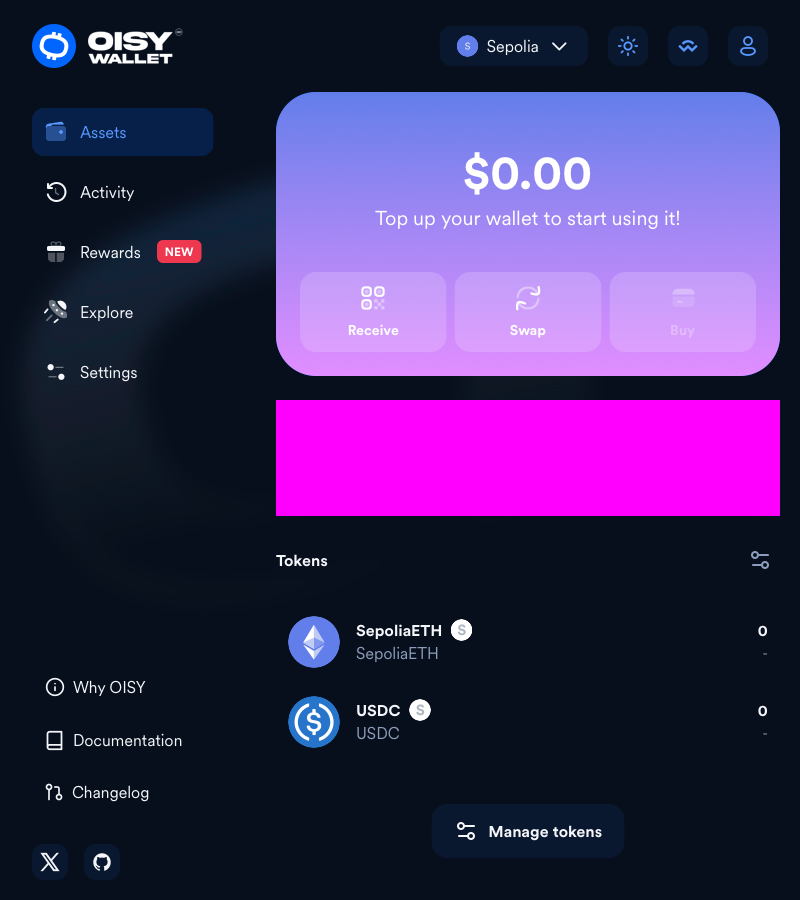 OISY
WALLET
S Sepolia
Assets
Activity
Rewards NEW
Explore
Settings
$0.00
Top up your wallet to start using it!
Receive Swap Buy
Tokens
SepoliaETH S 0
SepoliaETH -
USDC S 0
USDC -
Why OISY
Documentation
Changelog
Manage tokens